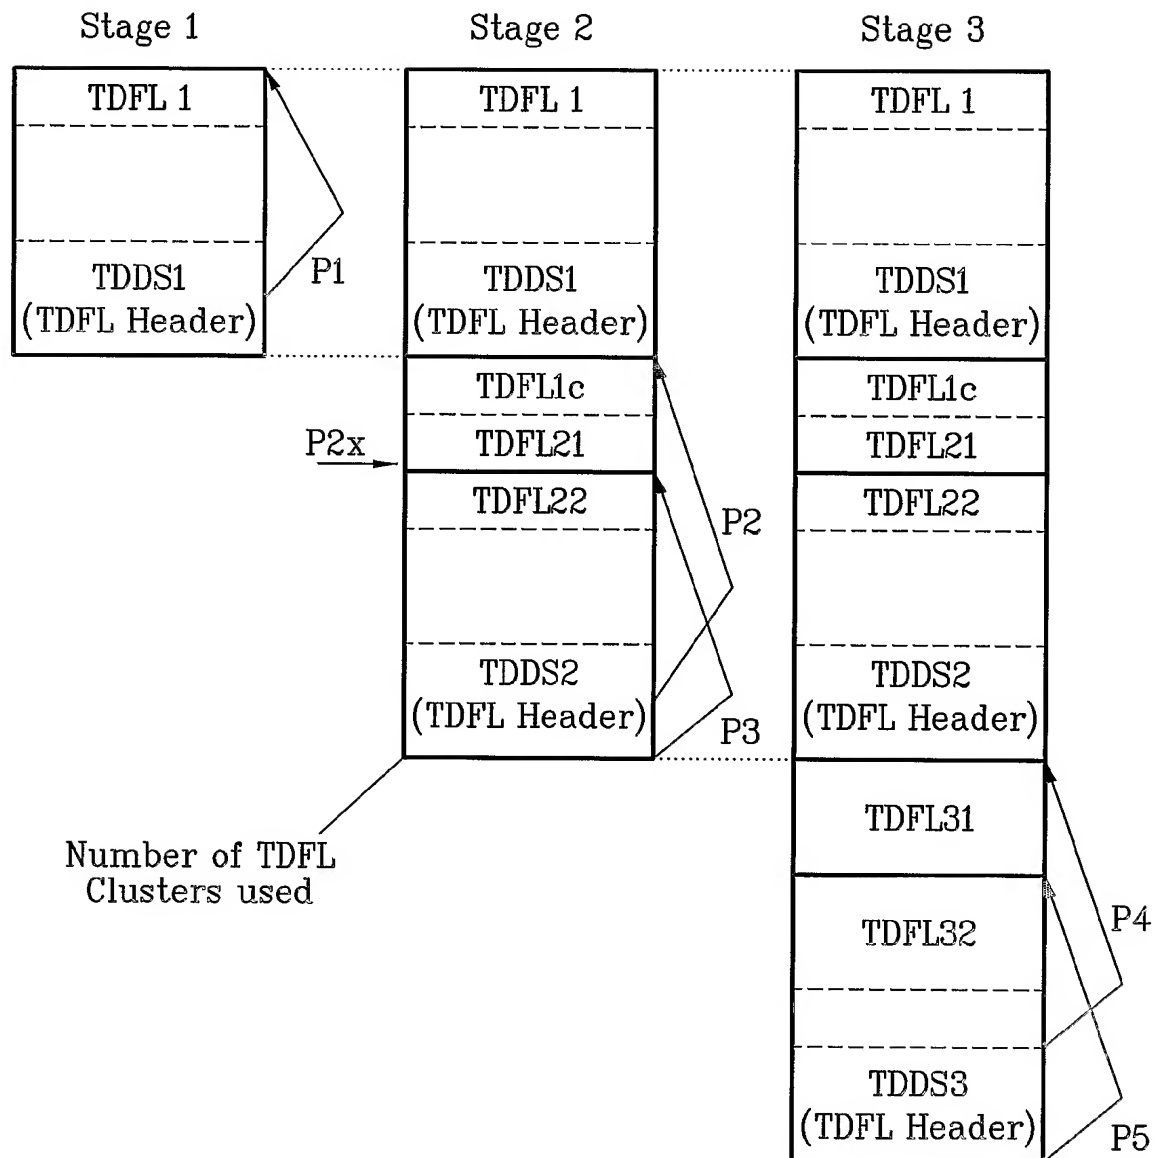 Stage 1
Stage 2
Stage 3
TDFL 1
TDDS1
(TDFL Header)
P1
TDFL 1
TDDS1
(TDFL Header)
TDFL1c
P2x
TDFL21
TDFL22
P2
TDDS2
(TDFL Header)
P3
Number of TDFL
Clusters used
TDFL 1
TDDS1
(TDFL Header)
TDFL1c
TDFL21
TDFL22
TDDS2
(TDFL Header)
TDFL31
TDFL32
P4
TDDS3
(TDFL Header)
P5